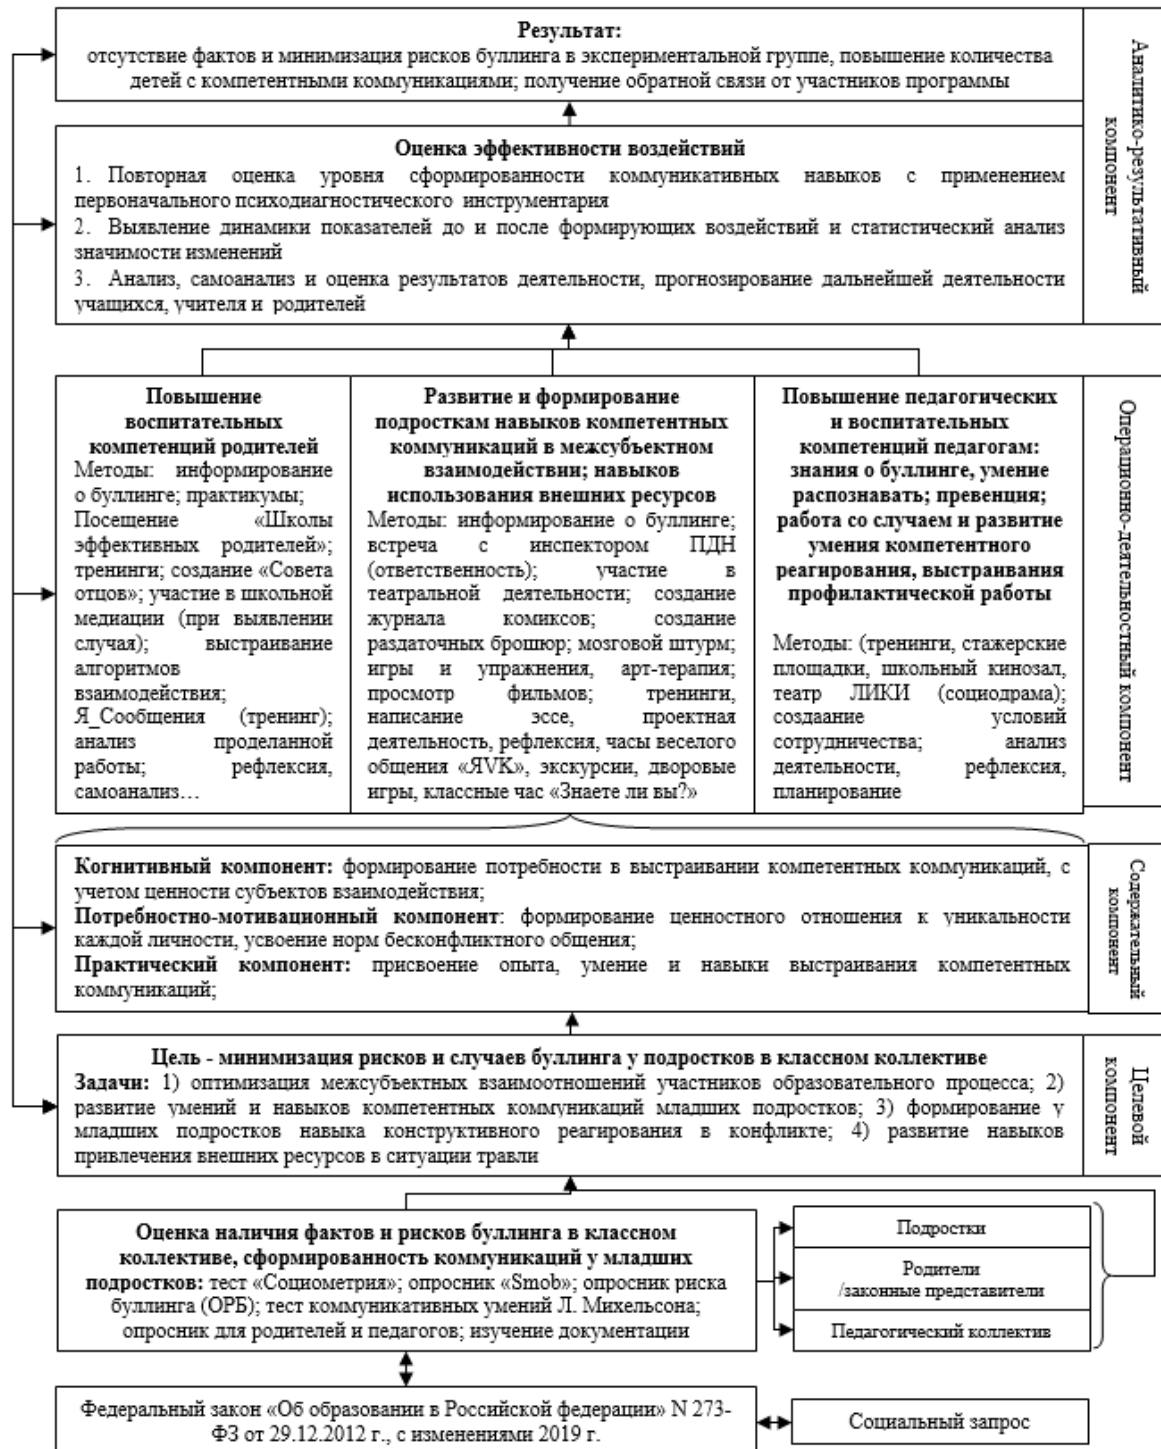 Результат:
отсутствие фактов и минимизация рисков буллинга в экспериментальной группе, повышение количества
детей с компетентными коммуникациями; получение обратной связи от участников программы
Аналитико-результативный
компонент
Оценка эффективности воздействий
1. Повторная оценка уровня сформированности коммуникативных навыков с применением
первоначального психодиагностического инструментария
2. Выявление динамики показателей до и после формирующих воздействий и статистический анализ
значимости изменений
3. Анализ, самоанализ и оценка результатов деятельности, прогнозирование дальнейшей деятельности
учащихся, учителя и родителей
Повышение
воспитательных
компетенций родителей
Методы: информирование
о буллинге; практикумы;
Посещение «Школы
эффективных родителей»;
тренинги; создание «Совета
отцов»; участие в школьной
медиации (при выявлении
случая); выстраивание
алгоритмов
взаимодействия;
Я_Сообщения (тренинг);
анализ проделанной
работы; рефлексия,
самоанализ…
Развитие и формирование
подросткам навыков компетентных
коммуникаций в межсубъектном
взаимодействии; навыков
использования внешних ресурсов
Методы: информирование о буллинге;
встреча с инспектором ПДН
(ответственность); участие в
театральной деятельности; создание
журнала комиксов; создание
раздаточных брошюр; мозговой штурм;
игры и упражнения, арт-терапия;
просмотр фильмов; тренинги,
написание эссе, проектная
деятельность, рефлексия, часы веселого
общения «ЯVK», экскурсии, дворовые
игры, классные час «Знаете ли вы?»
Повышение педагогических
и воспитательных
компетенций педагогам:
знания о буллинге, умение
распознавать; превенция;
работа со случаем и развитие
умения компетентного
реагирования, выстраивания
профилактической работы
Методы: (тренинги, стажерские
площадки, школьный кинозал,
театр ЛИКИ (социодрама);
создаание условий
сотрудничества; анализ
деятельности, рефлексия,
планирование
Операционно-деятельностный компонент
Когнитивный компонент: формирование потребности в выстраивании компетентных коммуникаций, с
учетом ценности субъектов взаимодействия;
Потребностно-мотивационный компонент: формирование ценностного отношения к уникальности
каждой личности, усвоение норм бесконфликтного общения;
Практический компонент: присвоение опыта, умение и навыки выстраивания компетентных
коммуникаций;
Содержательный
компонент
Цель - минимизация рисков и случаев буллинга у подростков в классном коллективе
Задачи: 1) оптимизация межсубъектных взаимоотношений участников образовательного процесса; 2)
развитие умений и навыков компетентных коммуникаций младших подростков; 3) формирование у
младших подростков навыка конструктивного реагирования в конфликте; 4) развитие навыков
привлечения внешних ресурсов в ситуации травли
Целевой
компонент
Оценка наличия фактов и рисков буллинга в классном
коллективе, сформированность коммуникаций у младших
подростков: тест «Социометрия»; опросник «Smob»; опросник риска
буллинга (ОРБ); тест коммуникативных умений Л. Михельсона;
опросник для родителей и педагогов; изучение документации
Подростки
Родители
/законные представители
Педагогический коллектив
Федеральный закон «Об образовании в Российской федерации» N 273-
ФЗ от 29.12.2012 г., с изменениями 2019 г.
Социальный запрос